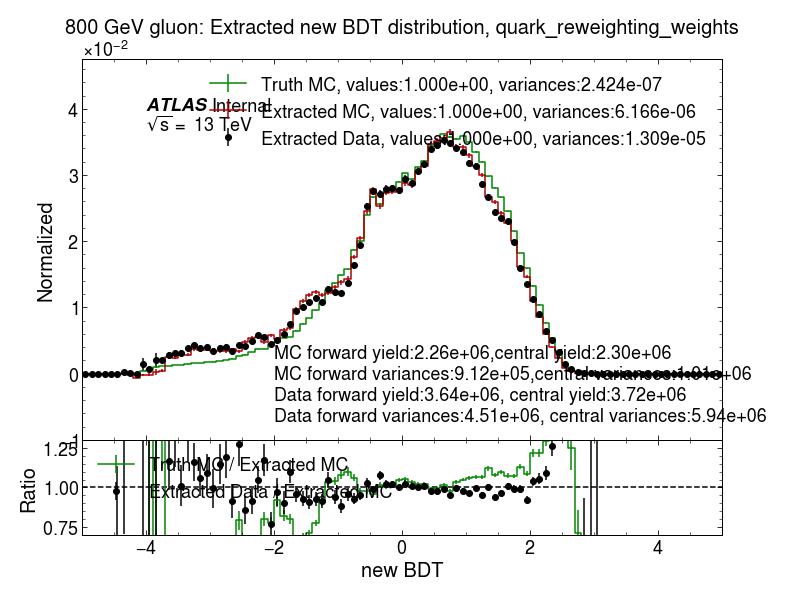 800 GeV gluon: Extracted new BDT distribution, quark_reweighting_weights
×10−2
Truth MC, values:1.000e+00, variances:2.424e-07
ATLAS Internal
Extracted MC, values:1.000e+00, variances:6.166e-06
√s = 13 TeV
Extracted Data, values:1.000e+00, variances:1.309e-05
4
3
2
1
0
Normalized
MC forward yield:2.26e+06,central yield:2.30e+06
MC forward variances:9.12e+05,central variances:
Data forward yield:3.64e+06, central yield:3.72e+06
Data forward variances:4.51e+06, central variances:5.94e+06
1.25
1.00
0.75
Ratio
Truth MC / Extracted MC
Extracted Data / Extracted MC
−4 −2 0 2 4
new BDT